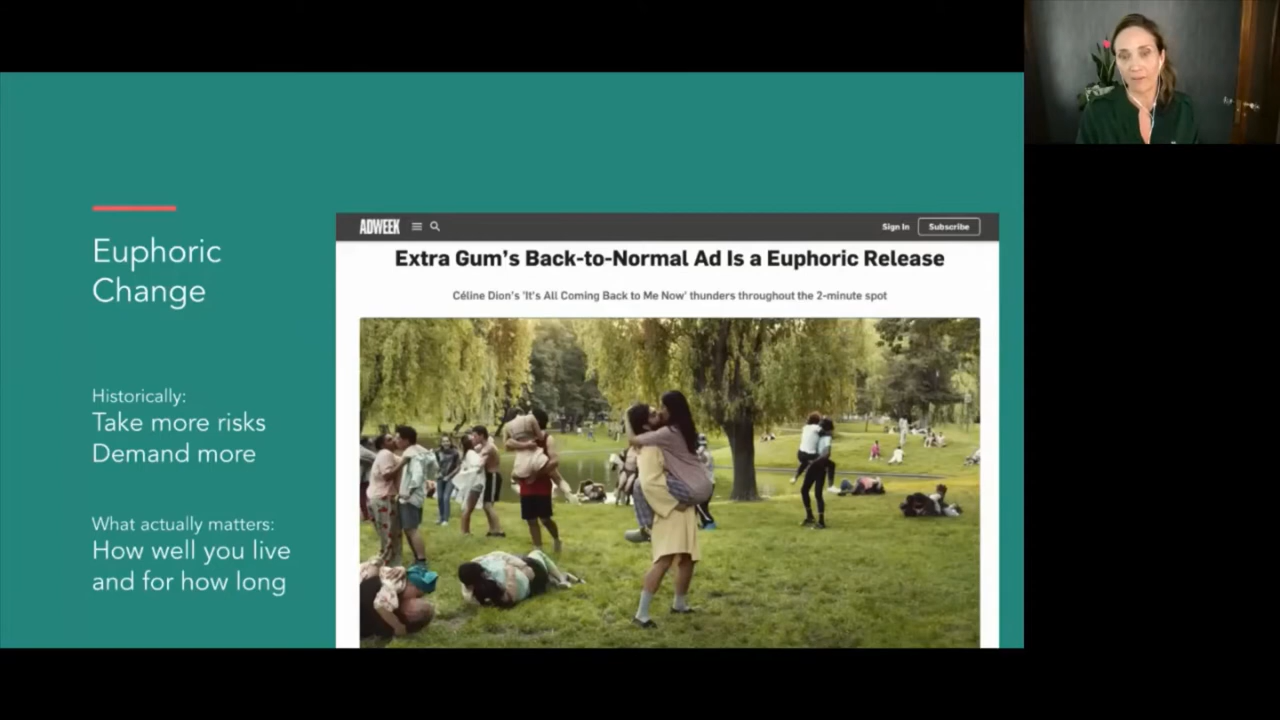 Euphoric
Change
Historically:
Take more risks
Demand more
What actually matters:
How well you live
and for how long
ADWEEK
Sign In
Subscribe
Extra Gum's Back-to-Normal Ad Is a Euphoric Release
Céline Dion's 'It's All Coming Back to Me Now' thunders throughout the 2-minute spot